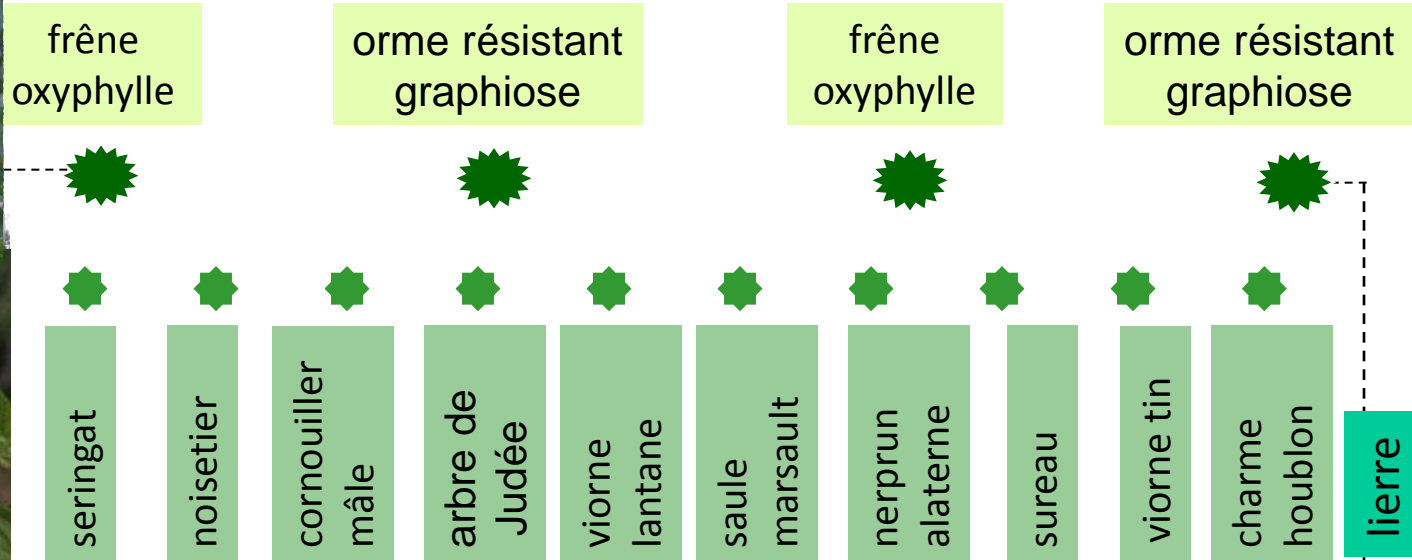 frêne
oxyphylle
orme résistant
graphiose
frêne
oxyphylle
orme résistant
graphiose
seringat
noisetier
cornouiller
mâle
arbre de
Judée
viorne
lantane
saule
marsault
nerprun
alaterne
sureau
viorne tin
charme
houblon
lierre